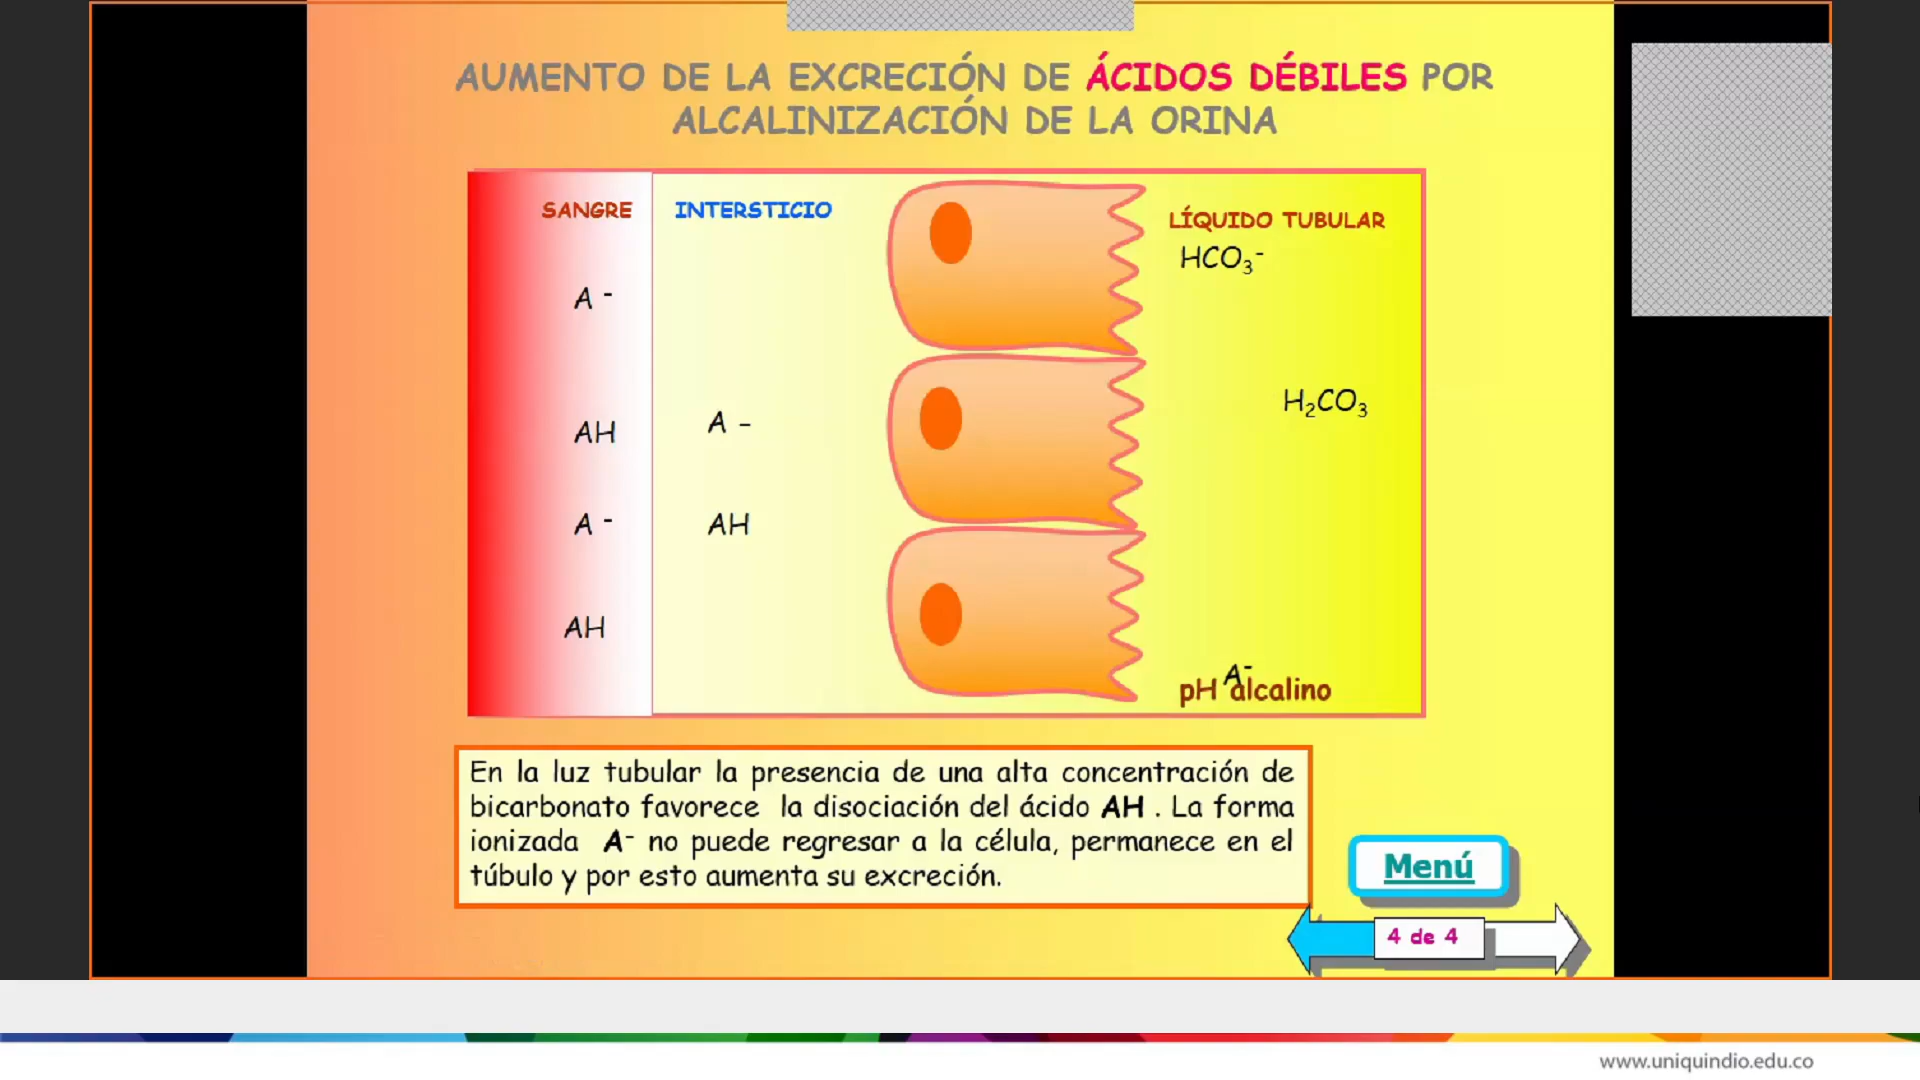 AUMENTO DE LA EXCRECIÓN DE ÁCIDOS DÉBILES POR
ALCALINIZACIÓN DE LA ORINA
SANGRE
INTERSTICIO
LÍQUIDO TUBULAR
HCO₃⁻
A -
H₂CO₃
AH
A -
A -
AH
AH
A⁻
pH alcalino
En la luz tubular la presencia de una alta concentración de
bicarbonato favorece la disociación del ácido AH . La forma
ionizada A⁻ no puede regresar a la célula, permanece en el
túbulo y por esto aumenta su excreción.
Menú
4 de 4
www.uniquindio.edu.co